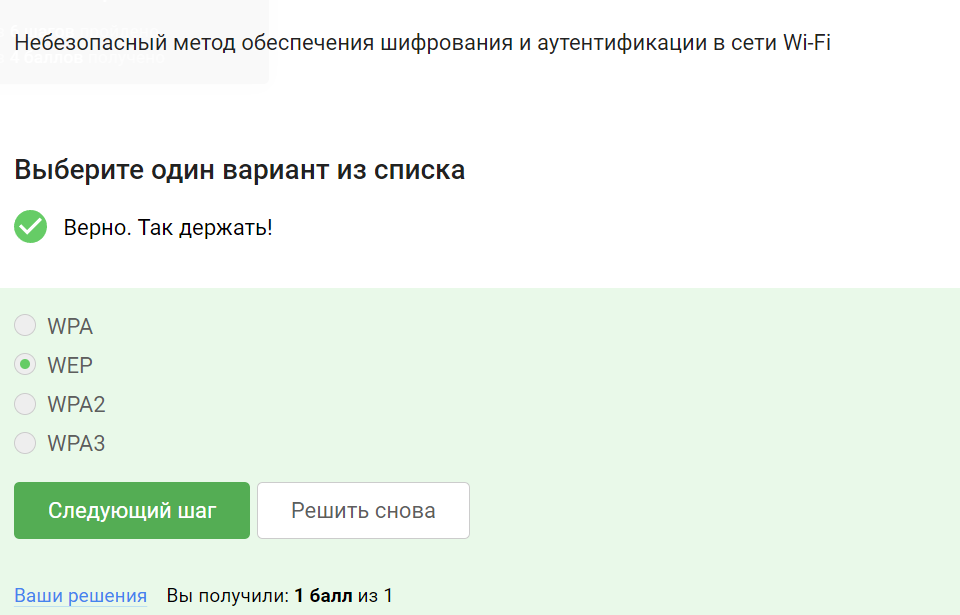 Небезопасный метод обеспечения шифрования и аутентификации в сети Wi-Fi
Выберите один вариант из списка
Верно. Так держать!
WPA
WEP
WPA2
WPA3
Следующий шаг
Решить снова
Ваши решения Вы получили: 1 балл из 1